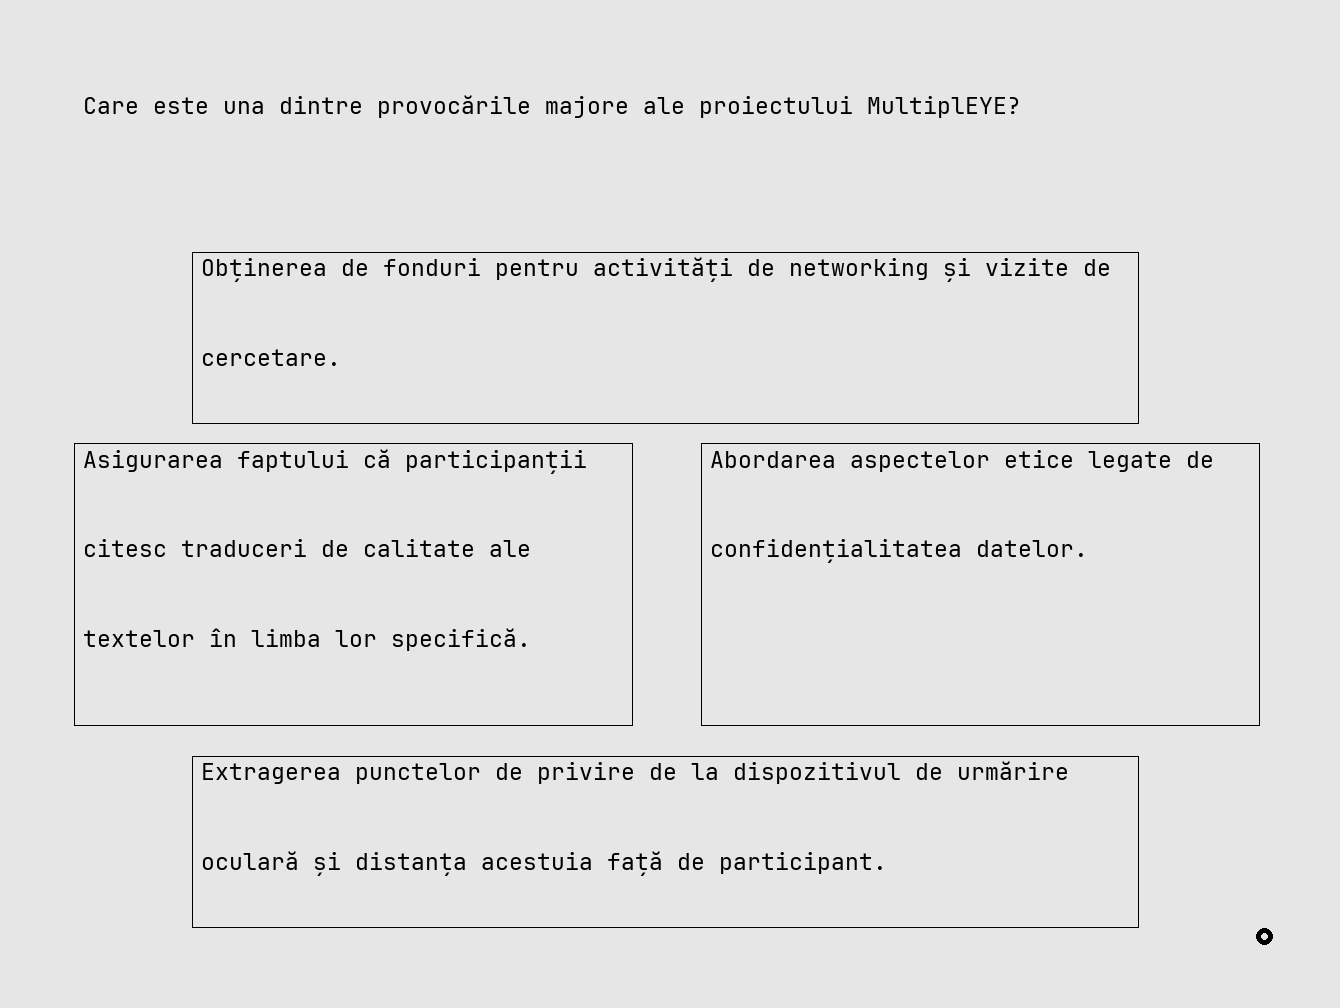 Care este una dintre provocările majore ale proiectului MultiplEYE?
Obținerea de fonduri pentru activități de networking și vizite de
cercetare.
Asigurarea faptului că participanții
citesc traduceri de calitate ale
textelor în limba lor specifică.
Abordarea aspectelor etice legate de
confidențialitatea datelor.
Extragerea punctelor de privire de la dispozitivul de urmărire
oculară și distanța acestuia față de participant.